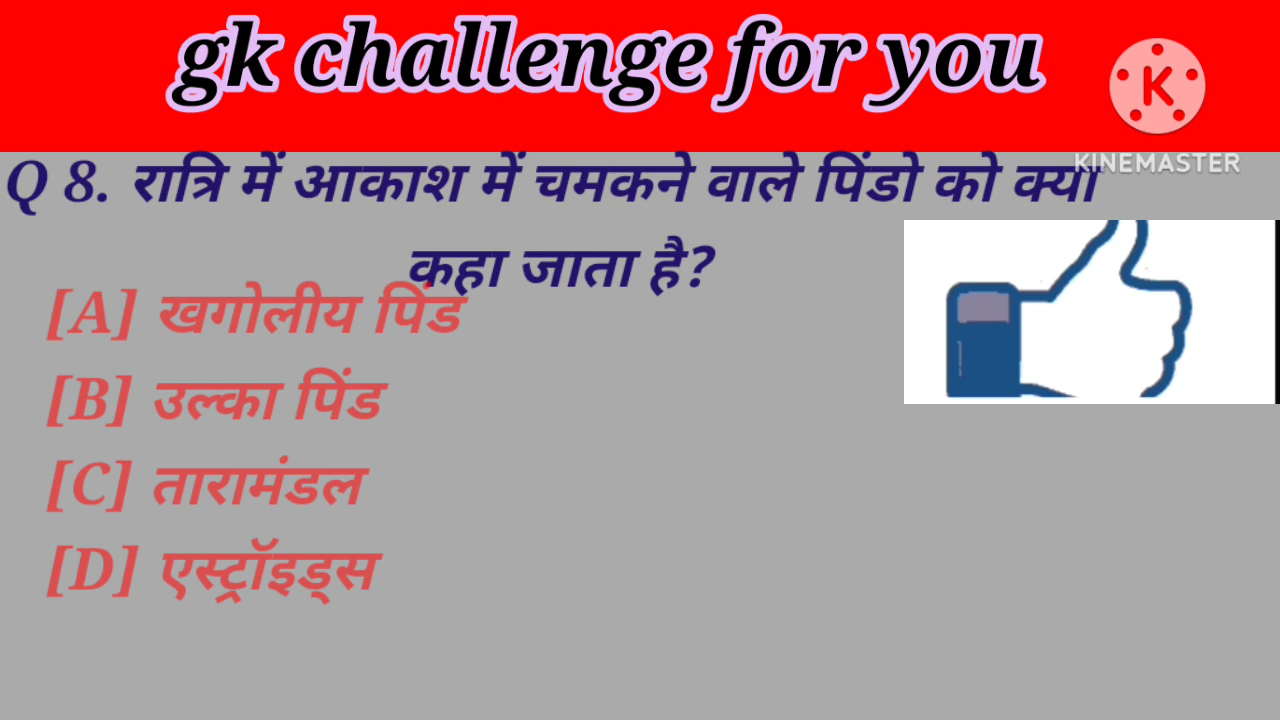 gk challenge for you
K
KINEMASTER
Q 8. रात्रि में आकाश में चमकने वाले पिंडो को क्या
कहा जाता है?
[A] खगोलीय पिंड
[B] उल्का पिंड
[C] तारामंडल
[D] एस्ट्रॉइड्स